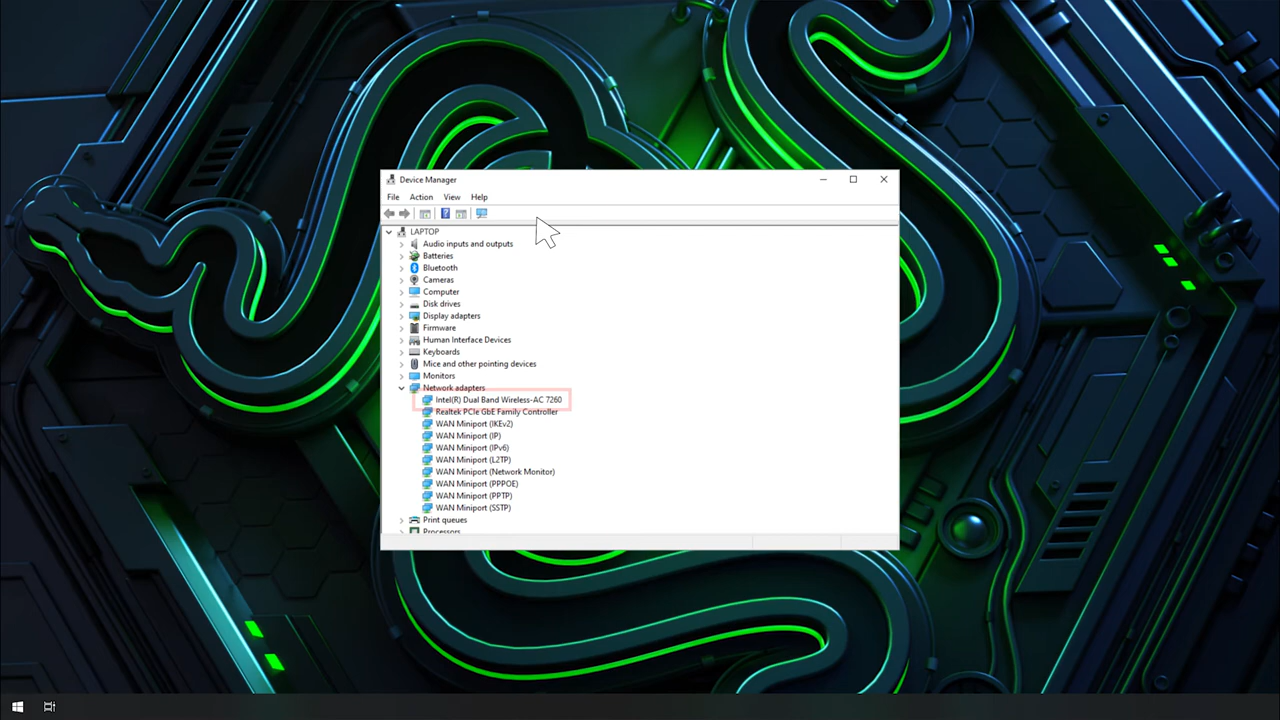 Device Manager
File Action View Help
LAPTOP
Audio inputs and outputs
Batteries
Bluetooth
Cameras
Computer
Disk drives
Display adapters
Firmware
Human Interface Devices
Keyboards
Mice and other pointing devices
Monitors
Network adapters
Intel(R) Dual Band Wireless-AC 7260
Realtek PCIe GbE Family Controller
WAN Miniport (IKEv2)
WAN Miniport (IP)
WAN Miniport (IPv6)
WAN Miniport (L2TP)
WAN Miniport (Network Monitor)
WAN Miniport (PPPOE)
WAN Miniport (PPTP)
WAN Miniport (SSTP)
Print queues
Processors